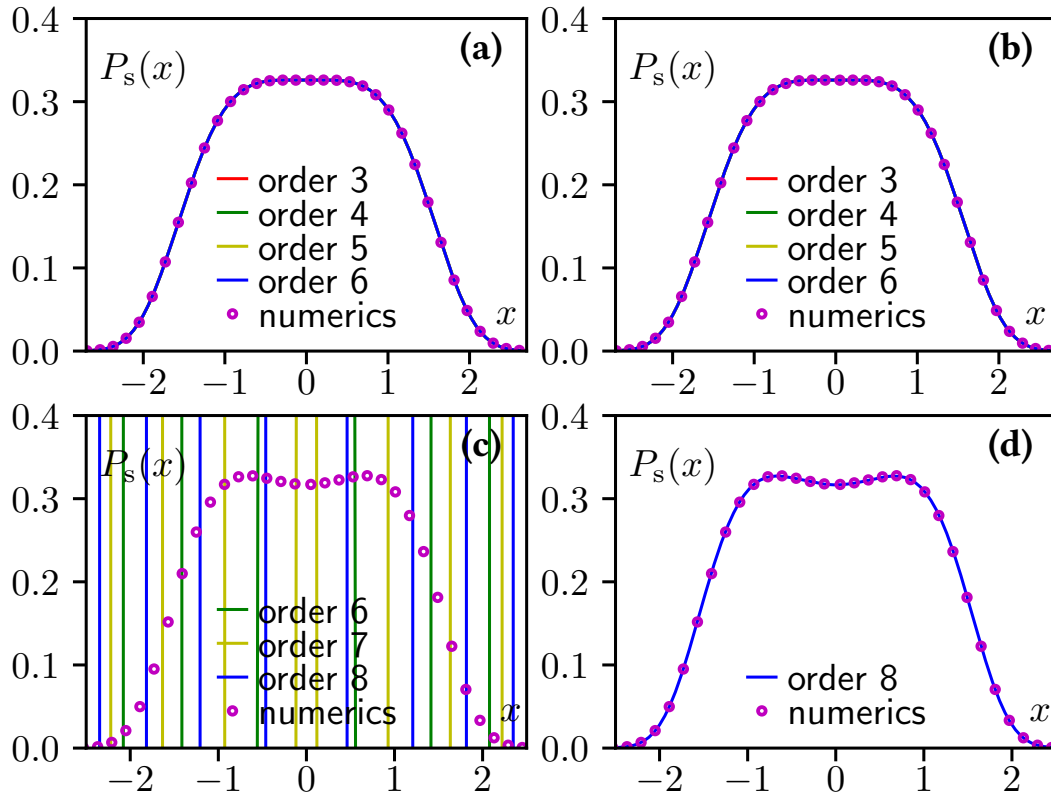 0.4
(a)
P_s(x)
0.3
order 3
0.2
order 4
order 5
0.1
order 6
numerics
x
0.0
−2 −1 0 1 2
0.4
(b)
P_s(x)
0.3
order 3
0.2
order 4
order 5
0.1
order 6
numerics
x
0.0
−2 −1 0 1 2
0.4
(c)
P_s(x)
0.3
0.2
order 6
order 7
0.1
order 8
numerics
x
0.0
−2 −1 0 1 2
0.4
(d)
P_s(x)
0.3
0.2
0.1
order 8
numerics
x
0.0
−2 −1 0 1 2